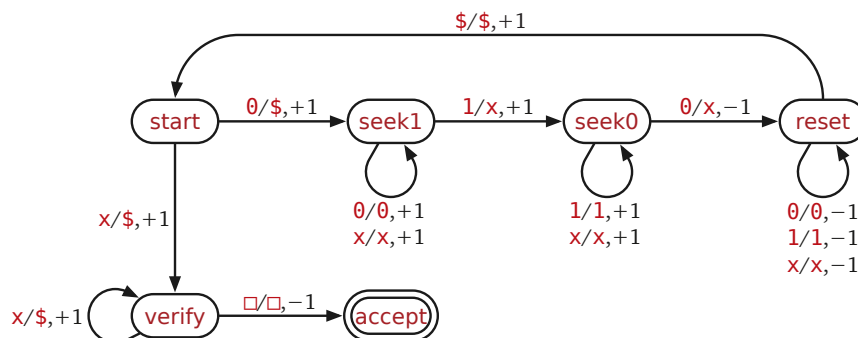 $/$,+1
start
0/$,+1
seek1
1/x,+1
seek0
0/x,−1
reset
0/0,+1
x/x,+1
1/1,+1
x/x,+1
0/0,−1
1/1,−1
x/x,−1
x/$,+1
x/$,+1
verify
□/□,−1
accept